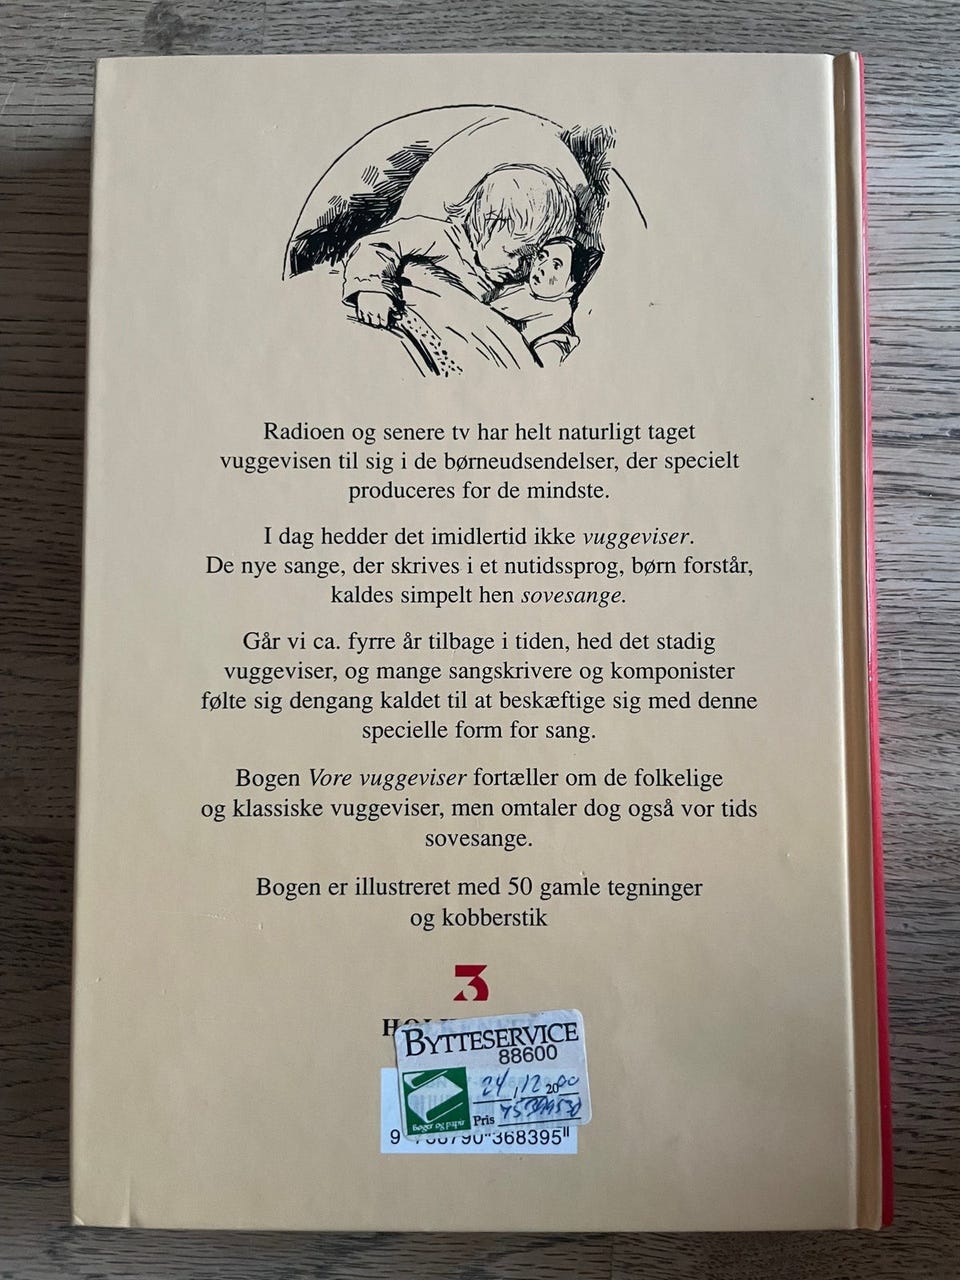 Radioen og senere tv har helt naturligt taget
vuggevisen til sig i de børneudsendelser, der specielt
produceres for de mindste.
I dag hedder det imidlertid ikke vuggeviser.
De nye sange, der skrives i et nutidssprog, børn forstår,
kaldes simpelt hen sovesange.
Går vi ca. fyrre år tilbage i tiden, hed det stadig
vuggeviser, og mange sangskrivere og komponister
følte sig dengang kaldet til at beskæftige sig med denne
specielle form for sang.
Bogen Vore vuggeviser fortæller om de folkelige
og klassiske vuggeviser, men omtaler dog også vor tids
sovesange.
Bogen er illustreret med 50 gamle tegninger
og kobberstik
3
BYTTESERVICE
88600
24/12 2000
Pris
bøger og papir
368395